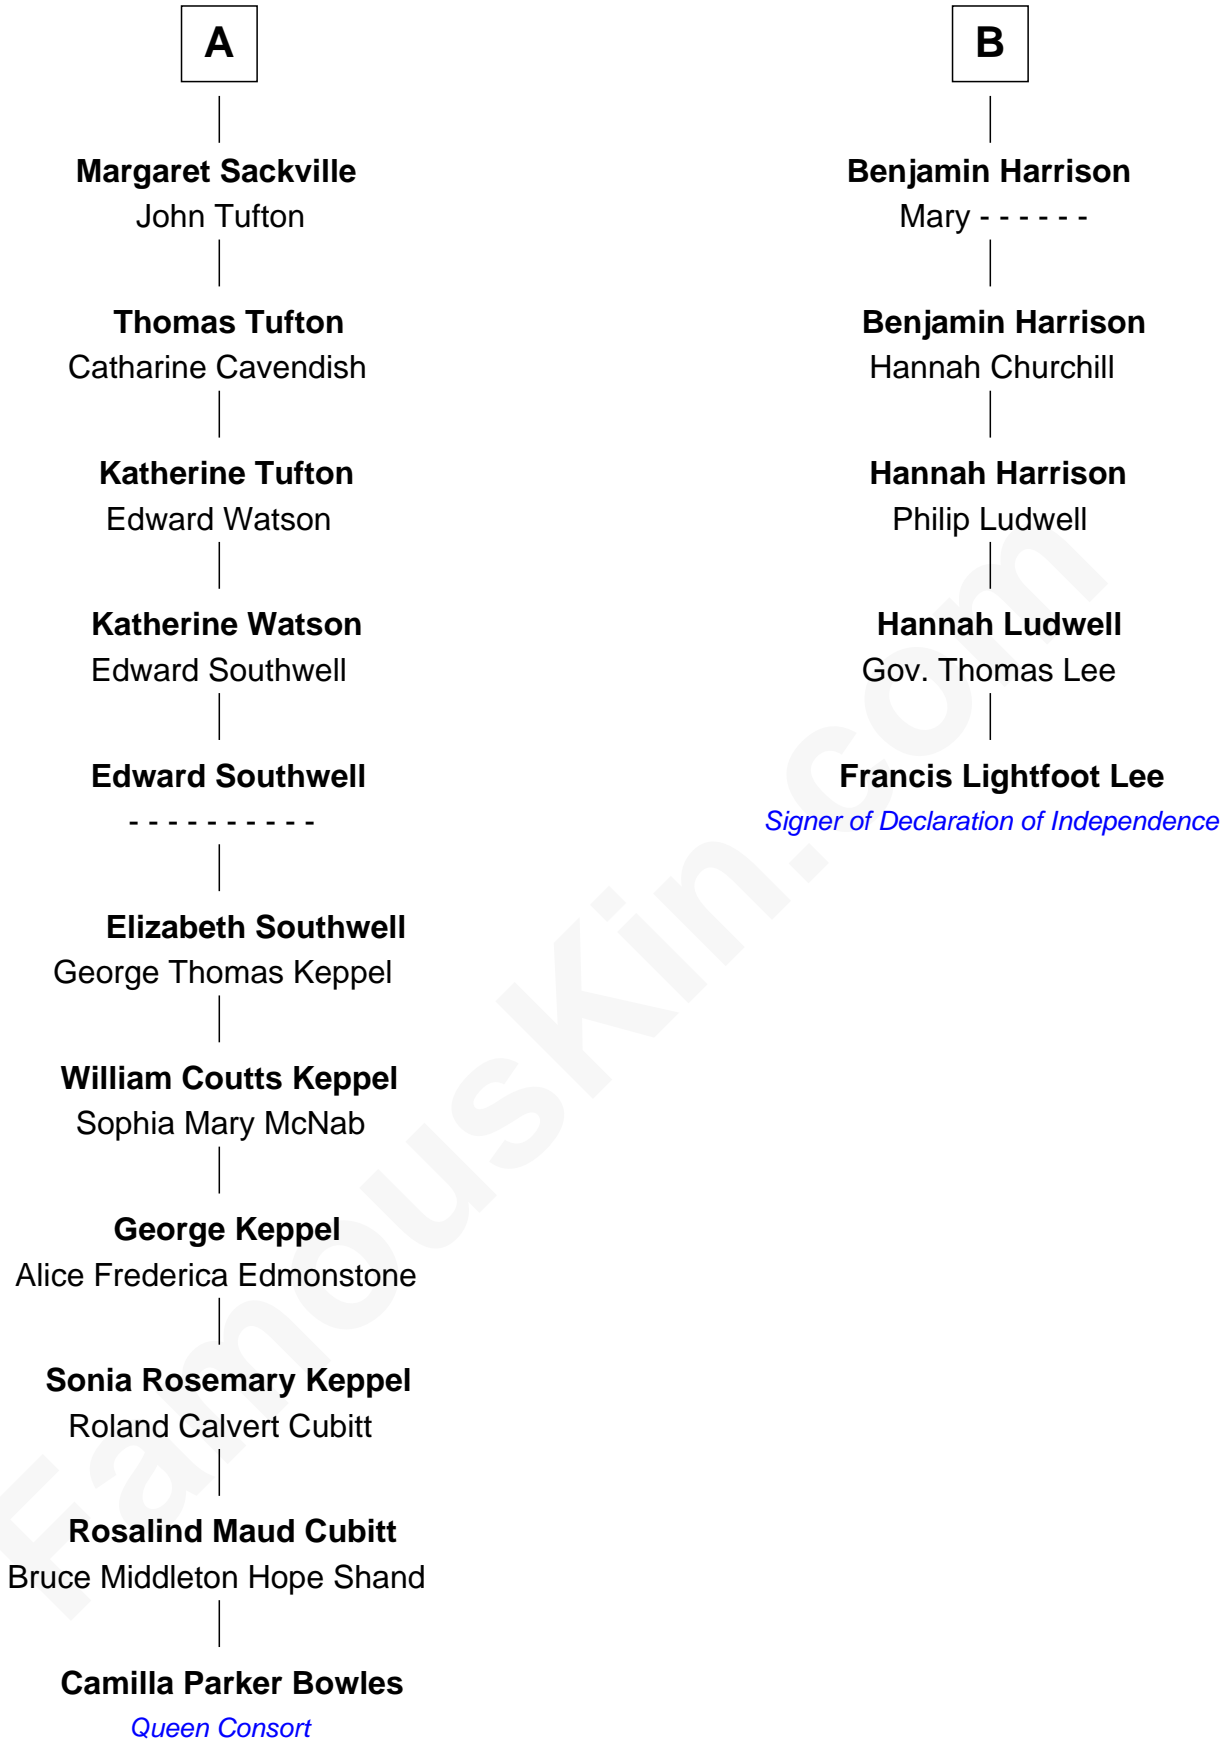 A
Margaret Sackville
John Tufton
Thomas Tufton
Catharine Cavendish
Katherine Tufton
Edward Watson
Katherine Watson
Edward Southwell
Edward Southwell
- - - - - - - - - -
Elizabeth Southwell
George Thomas Keppel
William Coutts Keppel
Sophia Mary McNab
George Keppel
Alice Frederica Edmonstone
Sonia Rosemary Keppel
Roland Calvert Cubitt
Rosalind Maud Cubitt
Bruce Middleton Hope Shand
Camilla Parker Bowles
Queen Consort
B
Benjamin Harrison
Mary - - - - - -
Benjamin Harrison
Hannah Churchill
Hannah Harrison
Philip Ludwell
Hannah Ludwell
Gov. Thomas Lee
Francis Lightfoot Lee
Signer of Declaration of Independence
FamousKin.com